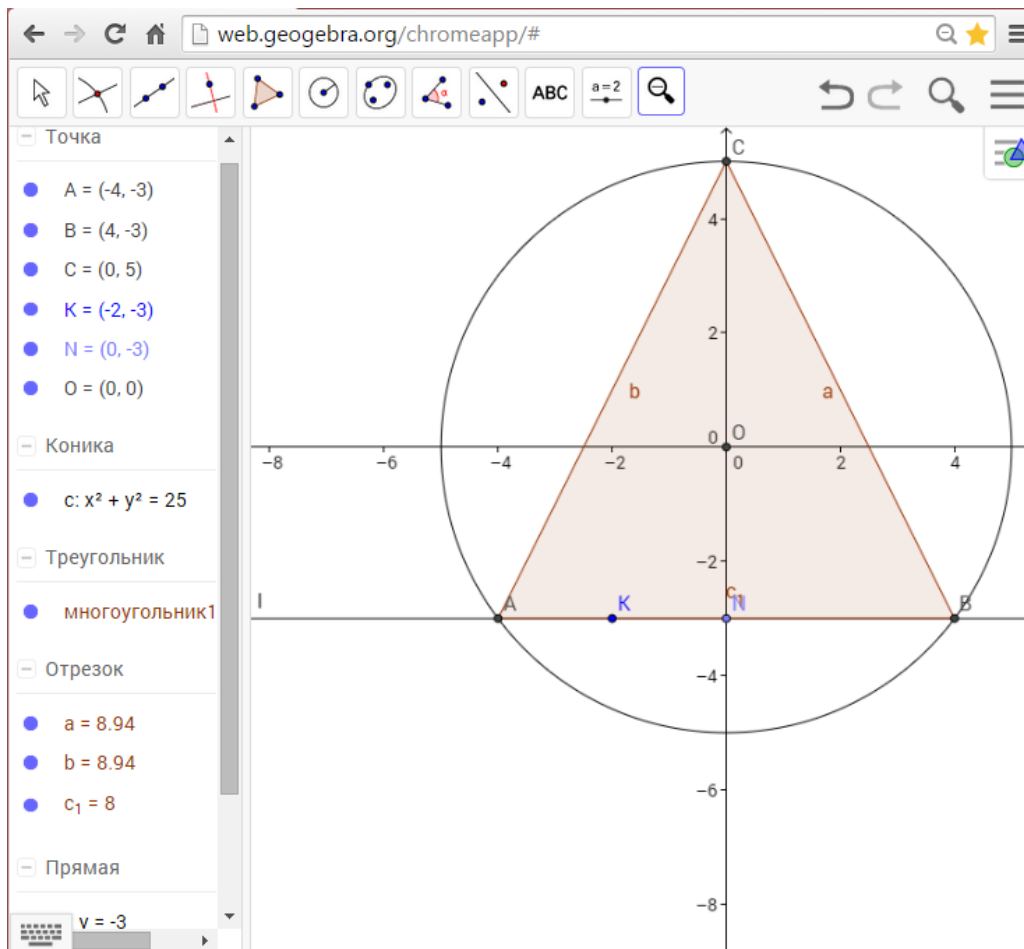 web.geogebra.org/chromeapp/#
ABC
a=2
α
Точка
A = (-4, -3)
B = (4, -3)
C = (0, 5)
K = (-2, -3)
N = (0, -3)
O = (0, 0)
Коника
c: x² + y² = 25
Треугольник
многоугольник1
Отрезок
a = 8.94
b = 8.94
c₁ = 8
Прямая
y = -3
C
4
2
b
a
0
O
−8
−6
−4
−2
0
2
4
−2
c₁
l
A
K
N
B
−4
−6
−8